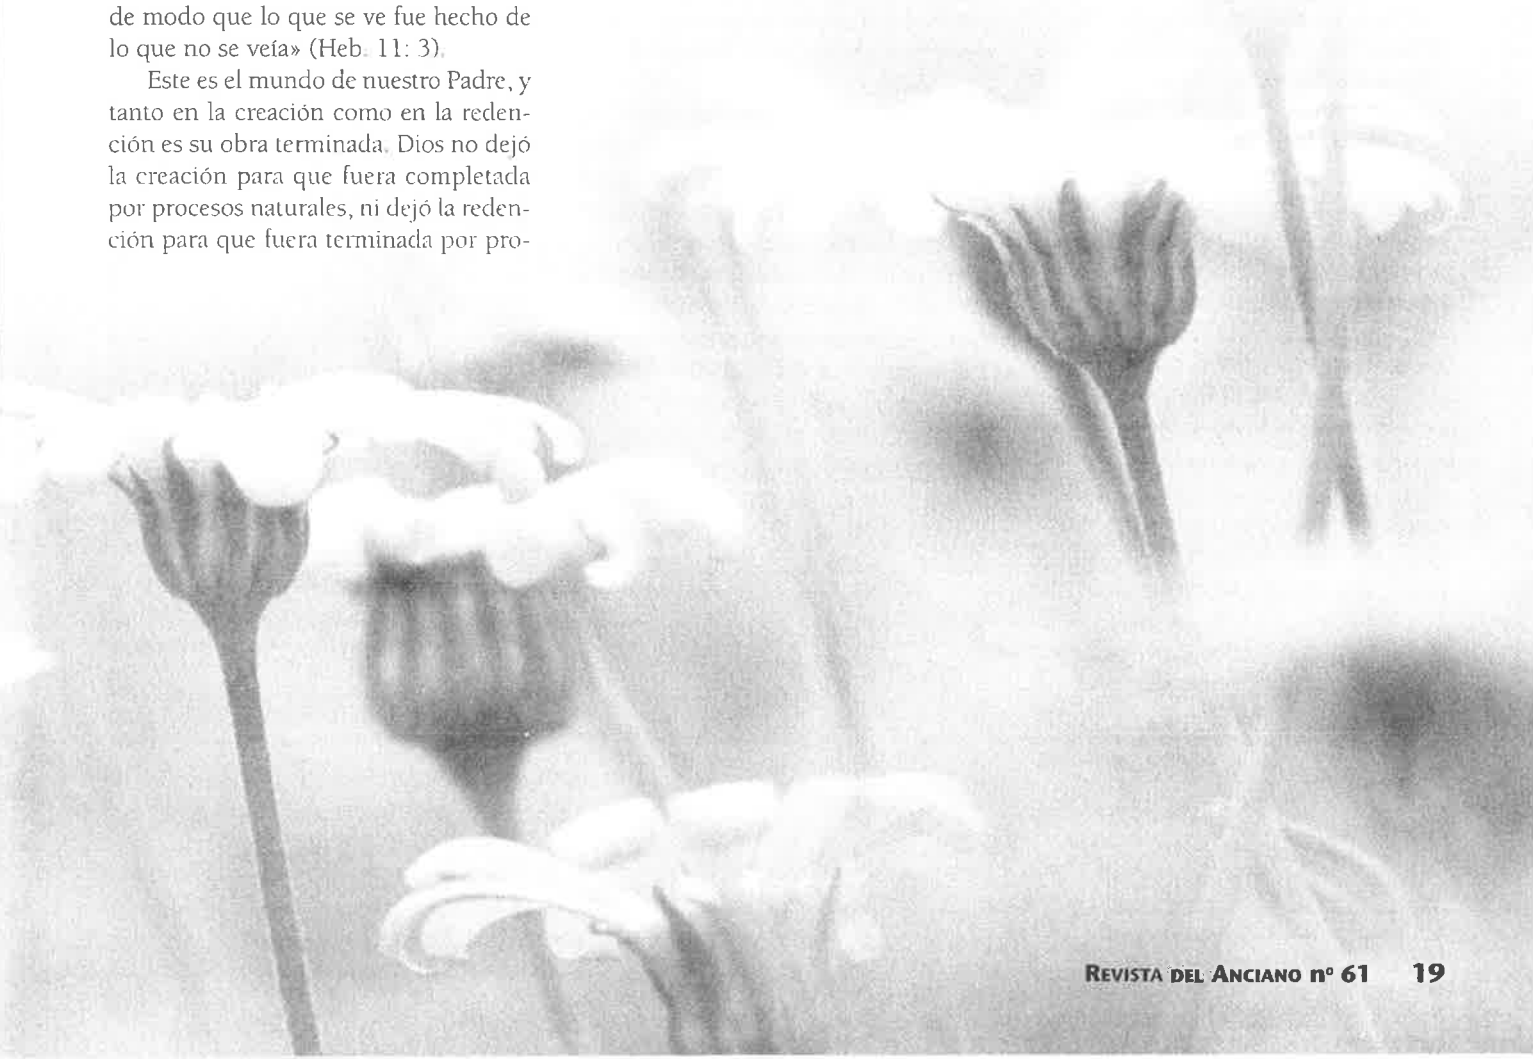 de modo que lo que se ve fue hecho de
lo que no se veía» (Heb. 11: 3).
Este es el mundo de nuestro Padre, y
tanto en la creación como en la reden-
ción es su obra terminada. Dios no dejó
la creación para que fuera completada
por procesos naturales, ni dejó la reden-
ción para que fuera terminada por pro-
REVISTA DEL ANCIANO nº 61 19